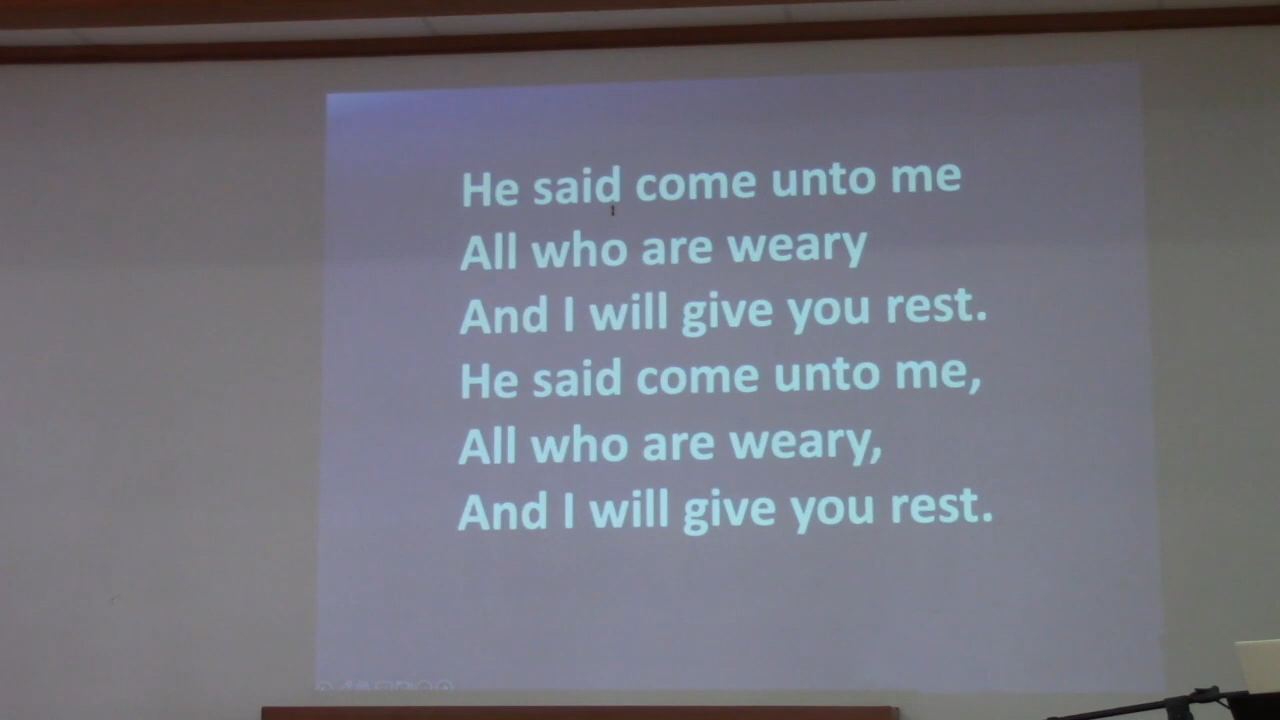 He said come unto me
All who are weary
And I will give you rest.
He said come unto me,
All who are weary,
And I will give you rest.